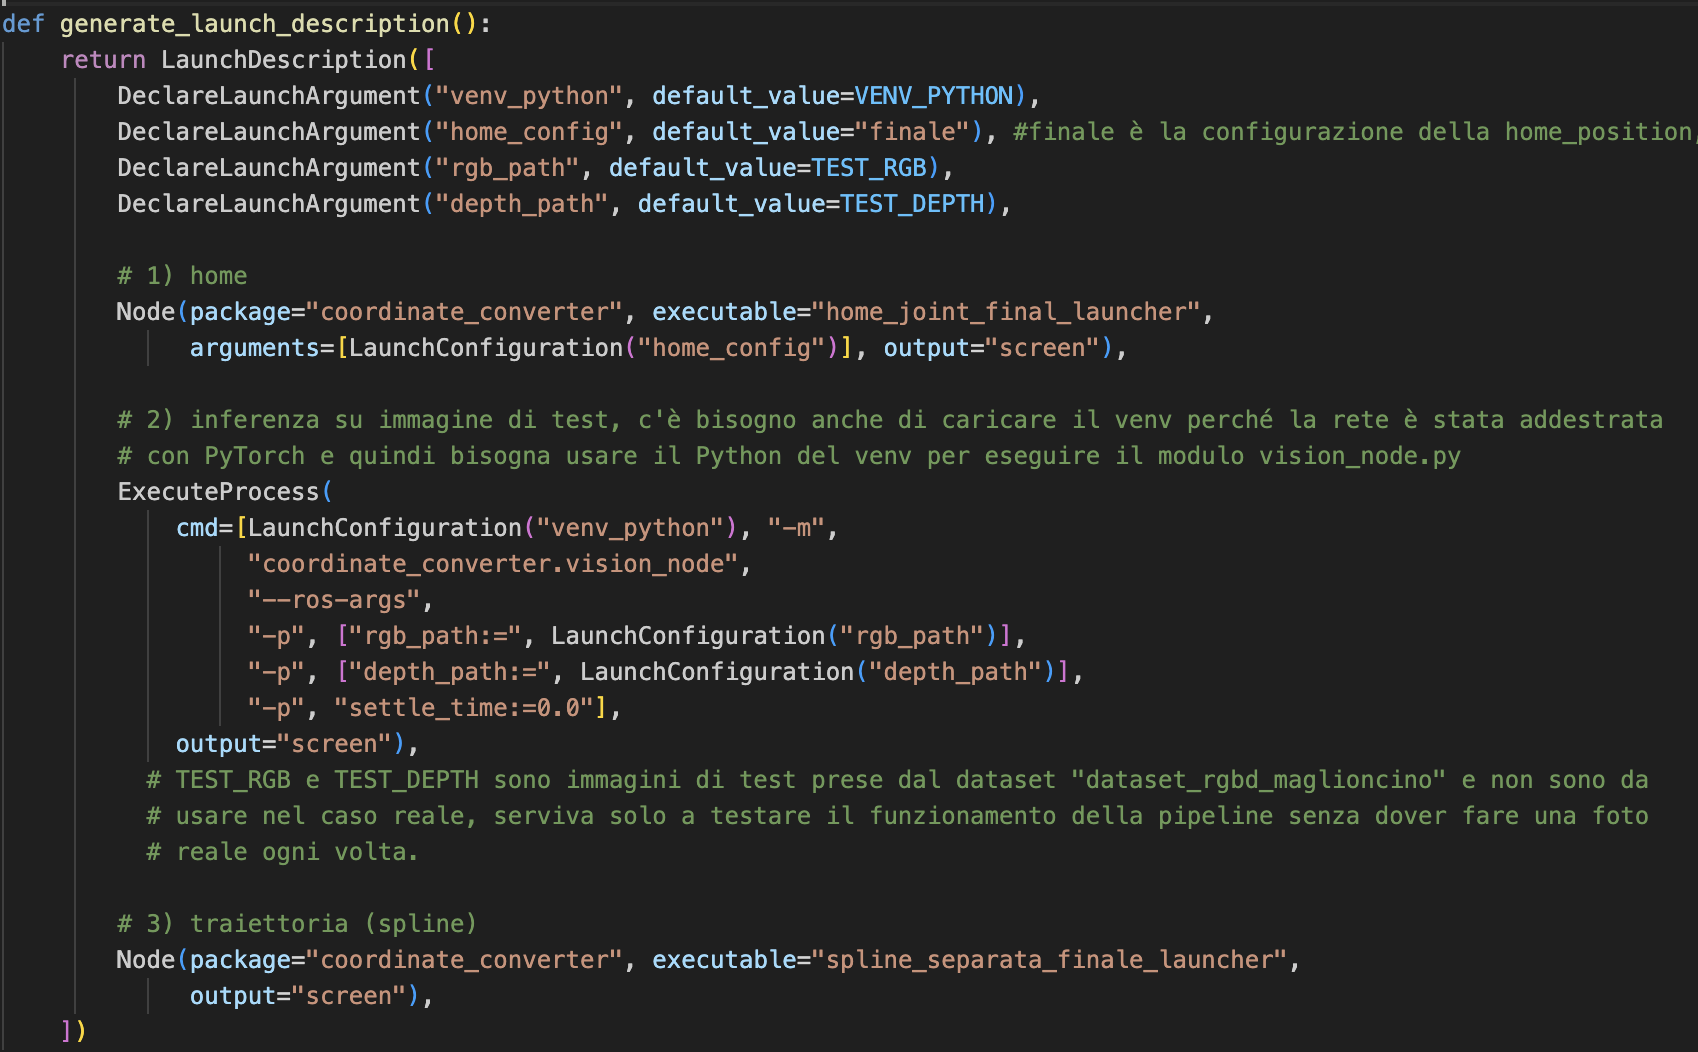 def generate_launch_description():
    return LaunchDescription([
        DeclareLaunchArgument("venv_python", default_value=VENV_PYTHON),
        DeclareLaunchArgument("home_config", default_value="finale"), #finale è la configurazione della home_position,
        DeclareLaunchArgument("rgb_path", default_value=TEST_RGB),
        DeclareLaunchArgument("depth_path", default_value=TEST_DEPTH),

        # 1) home
        Node(package="coordinate_converter", executable="home_joint_final_launcher",
             arguments=[LaunchConfiguration("home_config")], output="screen"),

        # 2) inferenza su immagine di test, c'è bisogno anche di caricare il venv perché la rete è stata addestrata
        # con PyTorch e quindi bisogna usare il Python del venv per eseguire il modulo vision_node.py
        ExecuteProcess(
            cmd=[LaunchConfiguration("venv_python"), "-m",
                 "coordinate_converter.vision_node",
                 "--ros-args",
                 "-p", ["rgb_path:=", LaunchConfiguration("rgb_path")],
                 "-p", ["depth_path:=", LaunchConfiguration("depth_path")],
                 "-p", "settle_time:=0.0"],
            output="screen"),
          # TEST_RGB e TEST_DEPTH sono immagini di test prese dal dataset "dataset_rgbd_maglioncino" e non sono da
          # usare nel caso reale, serviva solo a testare il funzionamento della pipeline senza dover fare una foto
          # reale ogni volta.

        # 3) traiettoria (spline)
        Node(package="coordinate_converter", executable="spline_separata_finale_launcher",
             output="screen"),
    ])